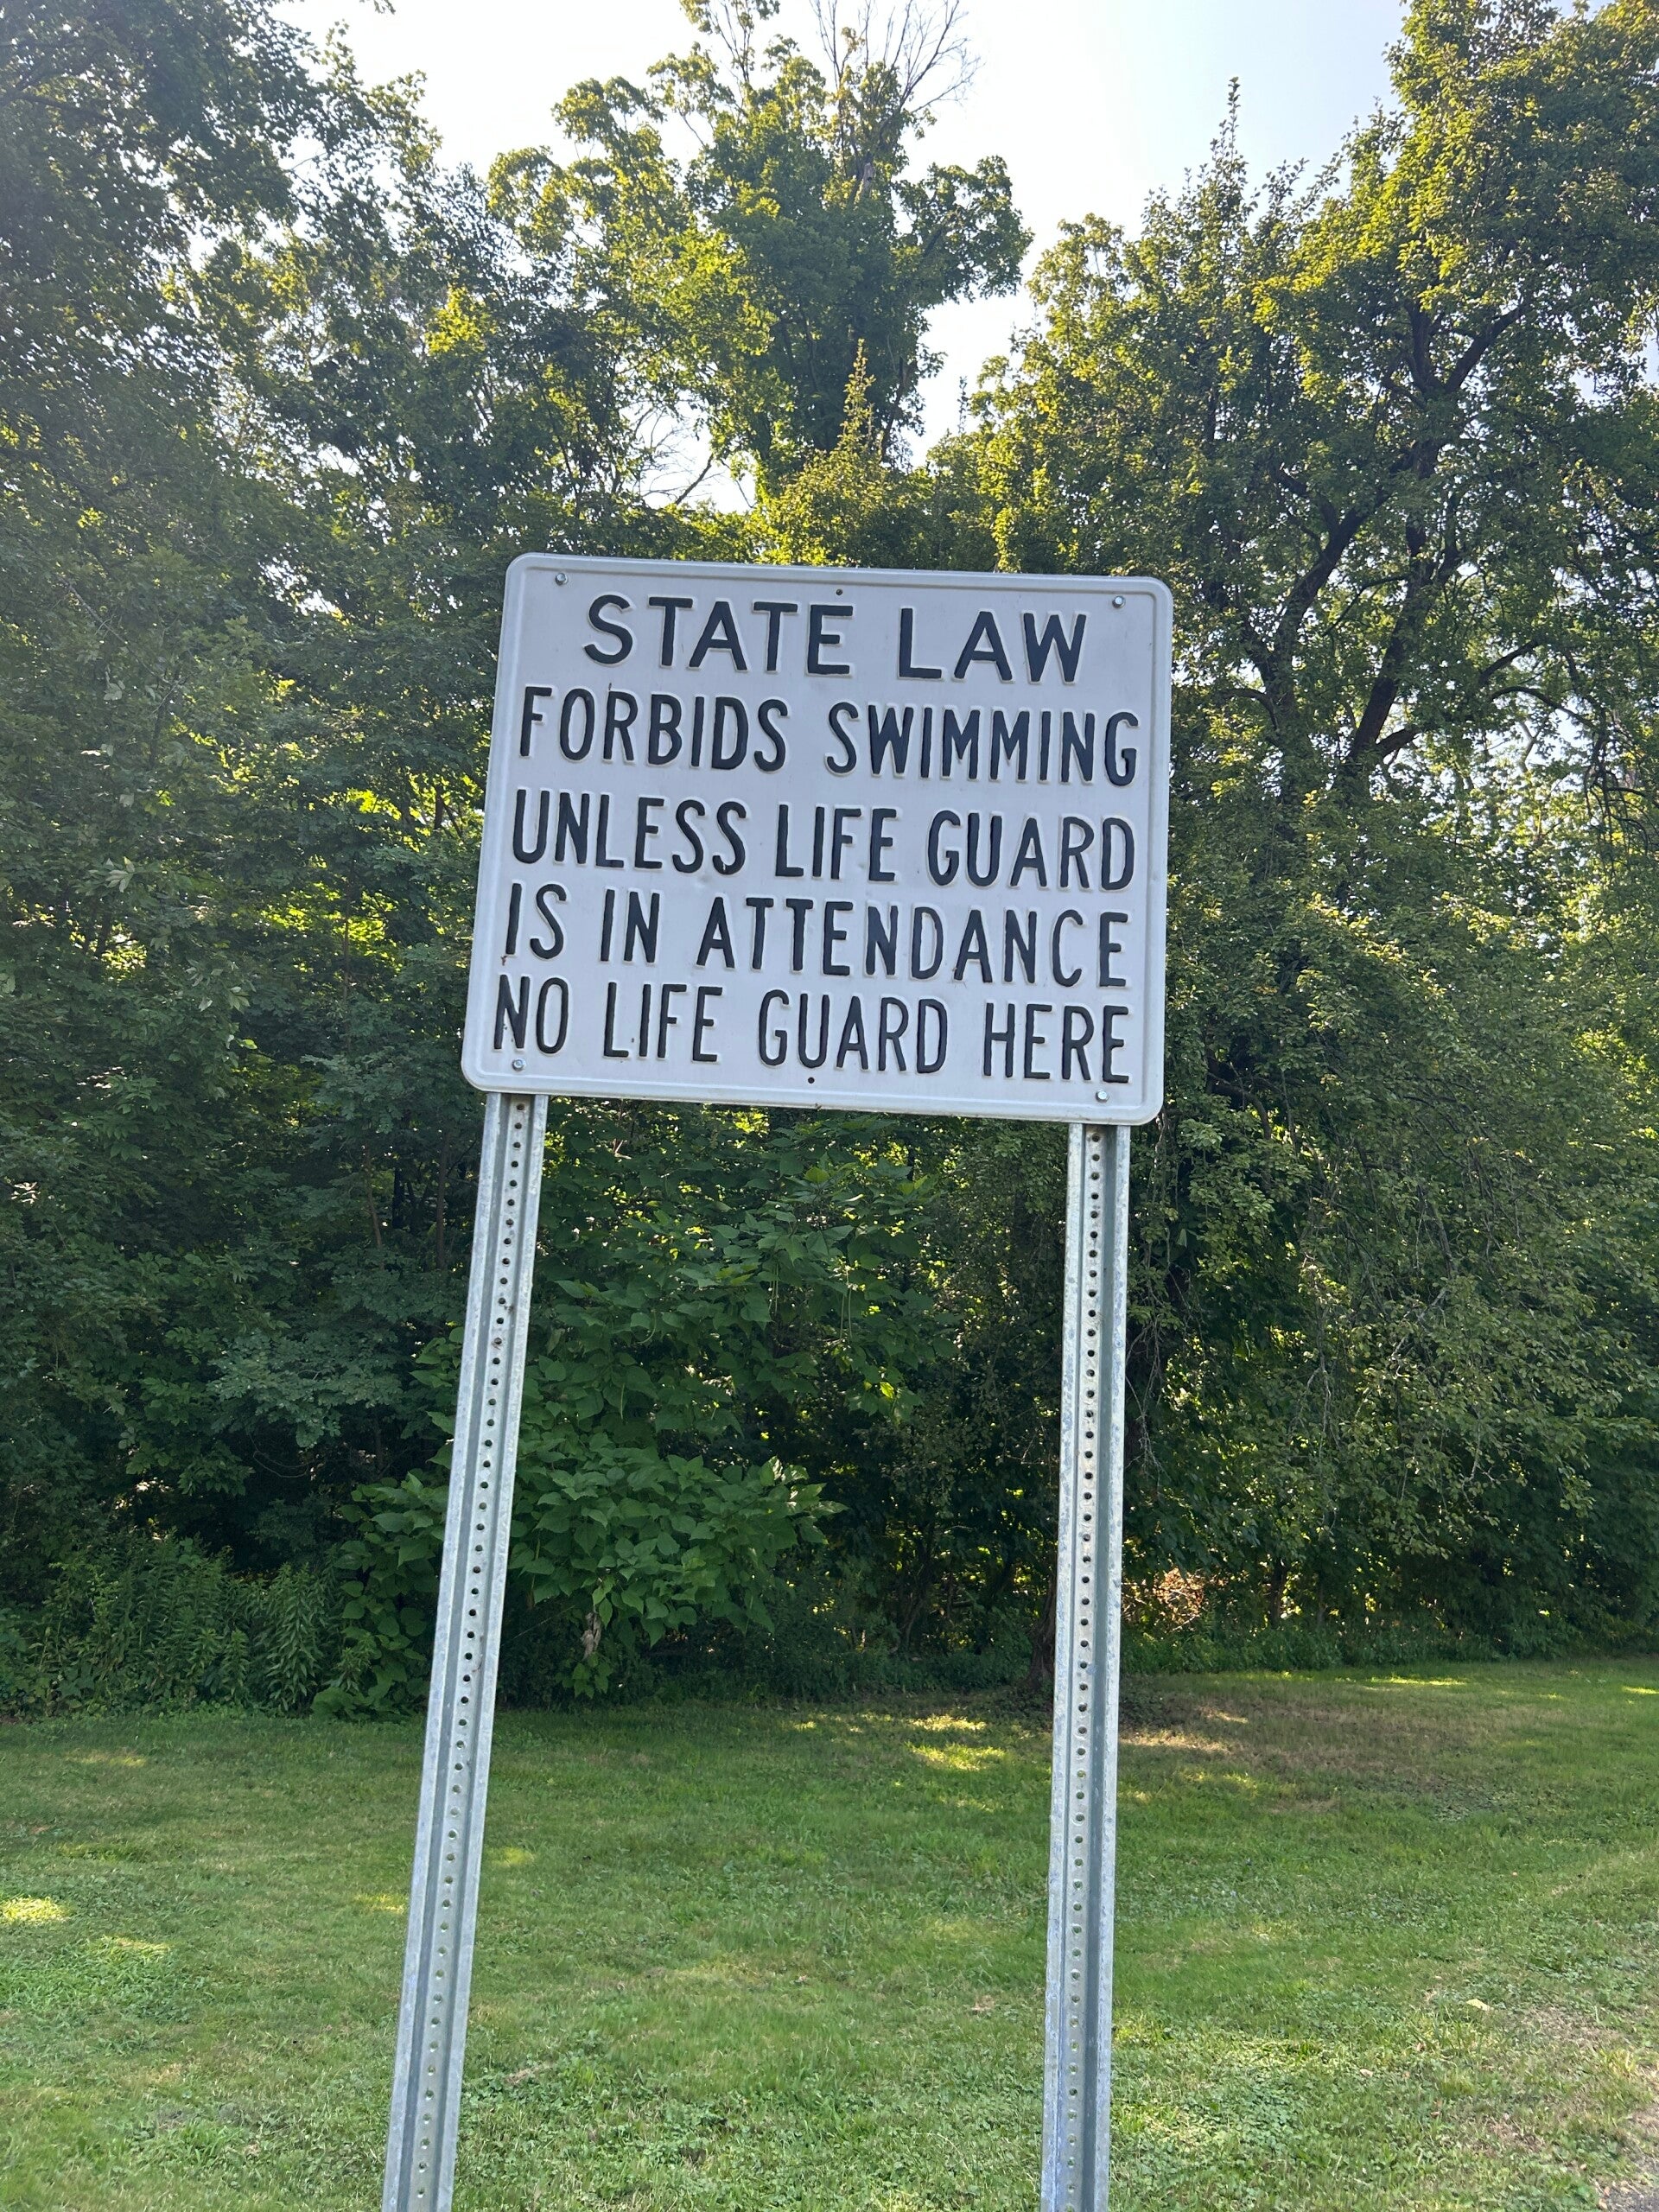 STATE LAW
FORBIDS SWIMMING
UNLESS LIFE GUARD
IS IN ATTENDANCE
NO LIFE GUARD HERE